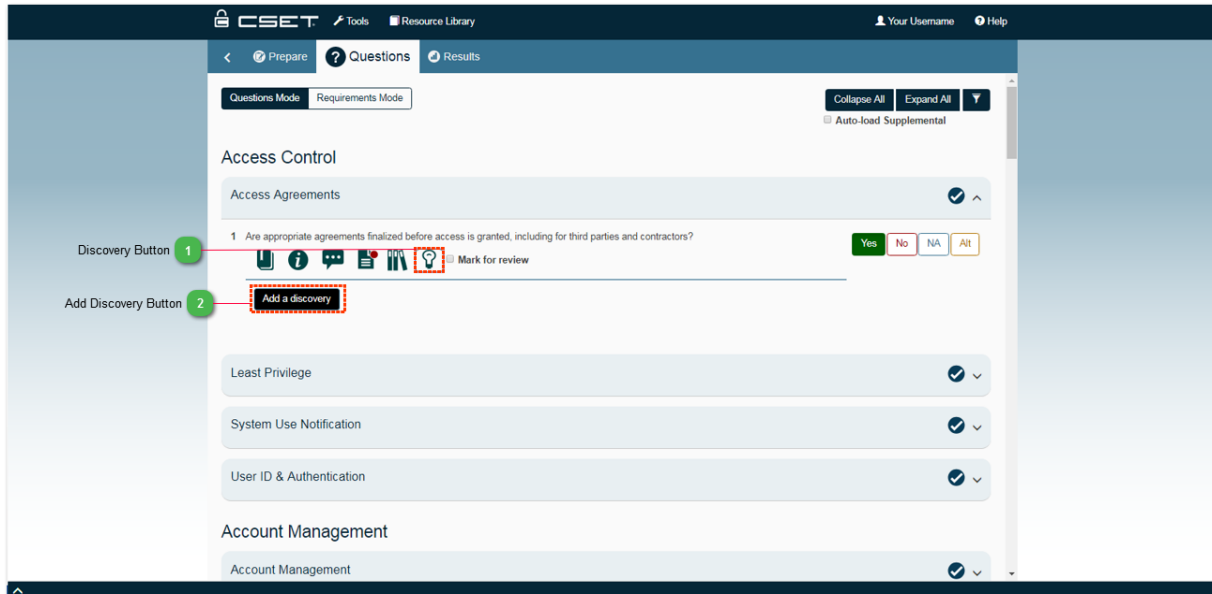 CSET Tools Resource Library Your Username Help
Prepare ? Questions Results
Questions Mode Requirements Mode Collapse All Expand All
Auto-load Supplemental
Access Control
Access Agreements
1 Are appropriate agreements finalized before access is granted, including for third parties and contractors?
Yes No NA Alt
Discovery Button 1
Mark for review
Add Discovery Button 2 Add a discovery
Least Privilege
System Use Notification
User ID & Authentication
Account Management
Account Management